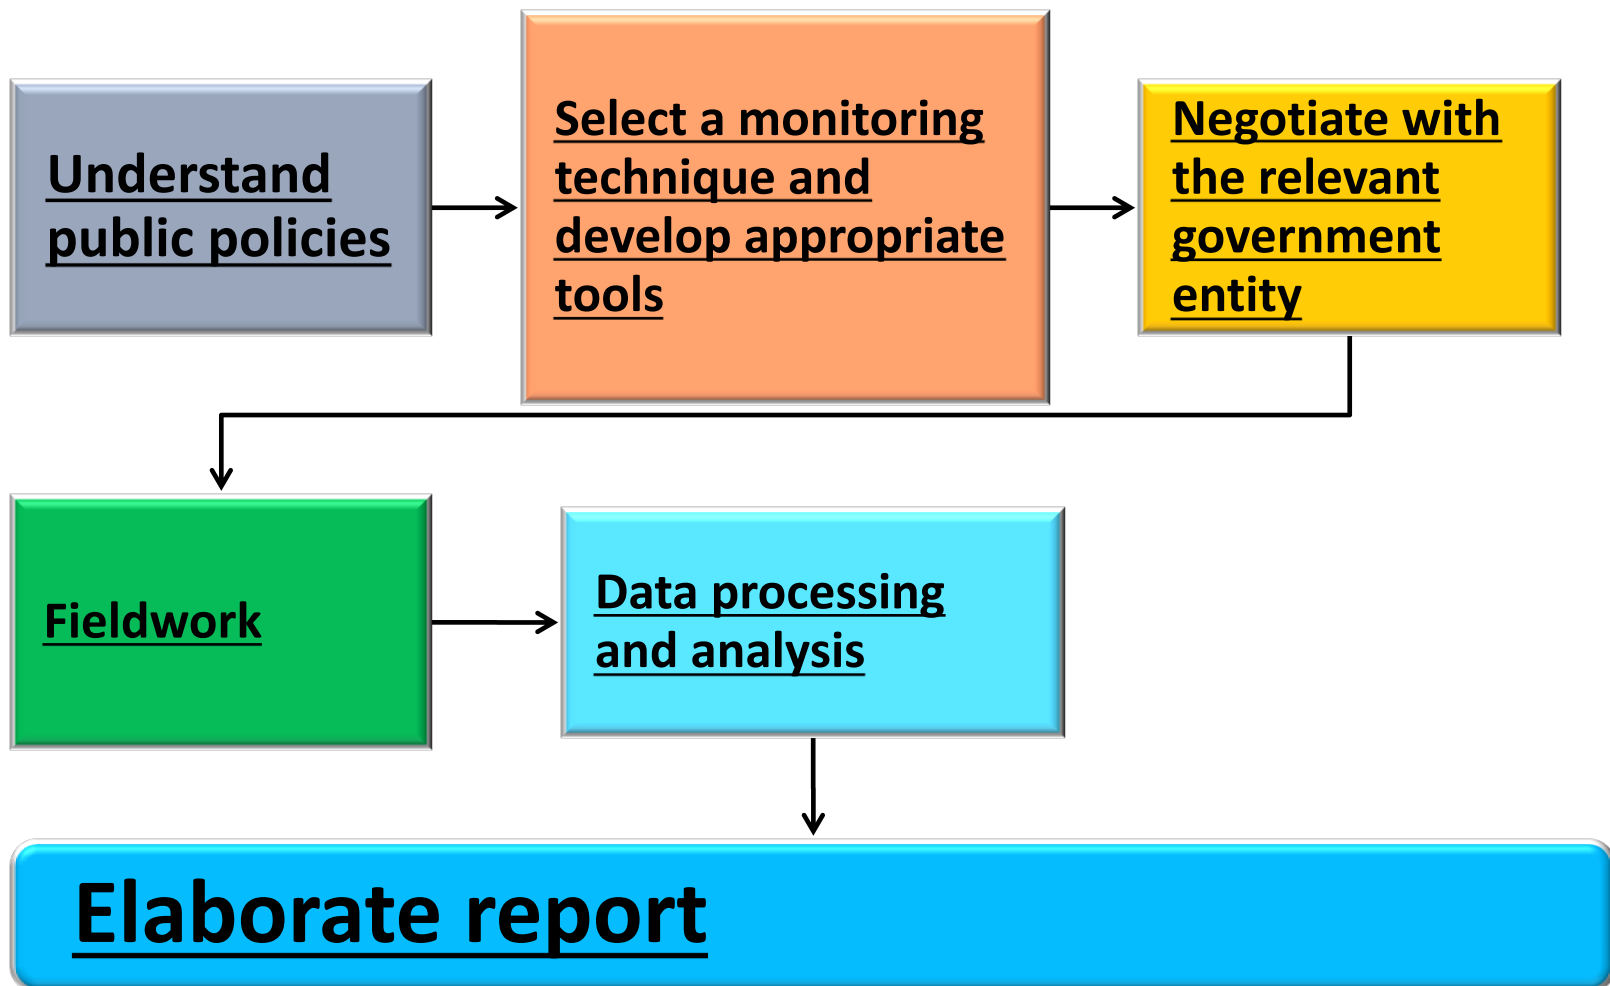 Understand
public policies
Select a monitoring
technique and
develop appropriate
tools
Negotiate with
the relevant
government
entity
Fieldwork
Data processing
and analysis
Elaborate report